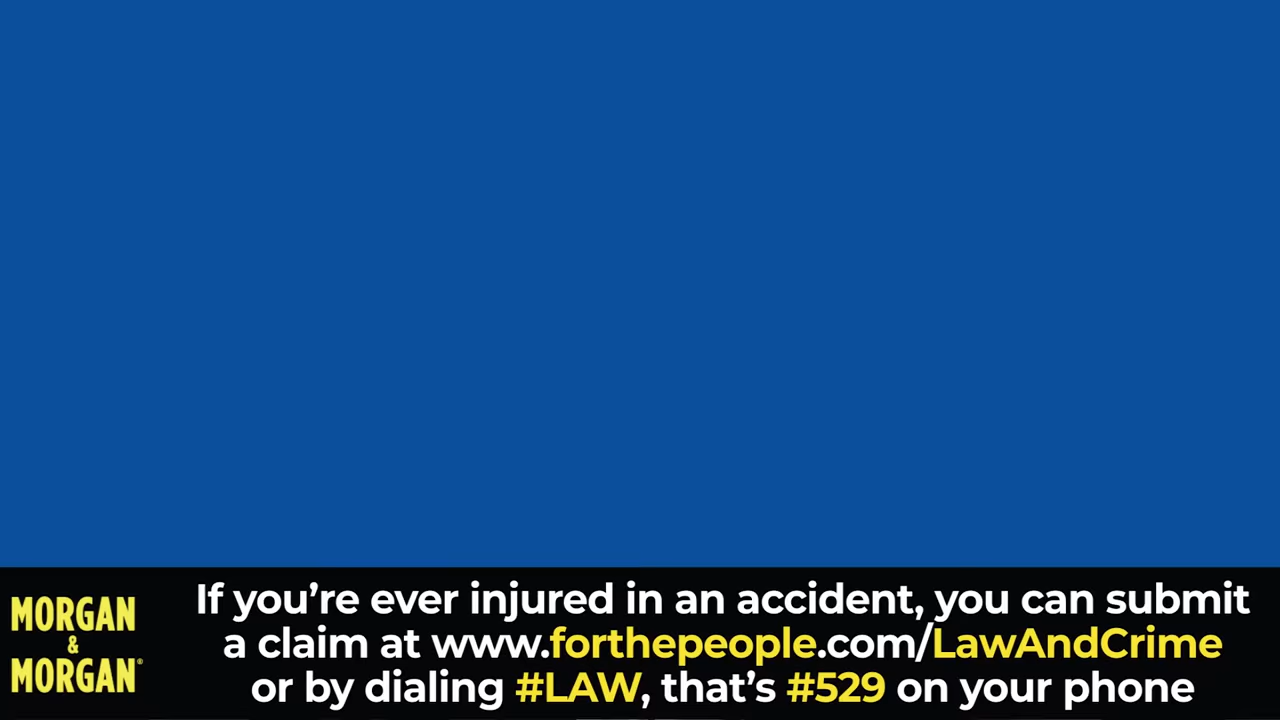 MORGAN
&
MORGAN®
If you're ever injured in an accident, you can submit
a claim at www.forthepeople.com/LawAndCrime
or by dialing #LAW, that's #529 on your phone